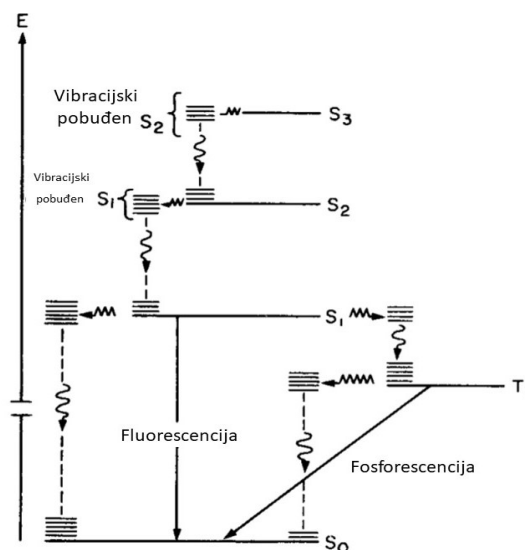 E
Vibracijski
pobuđen S₂
S₃
Vibracijski
pobuđen S₁
S₂
S₁
T
Fluorescencija
Fosforescencija
S₀